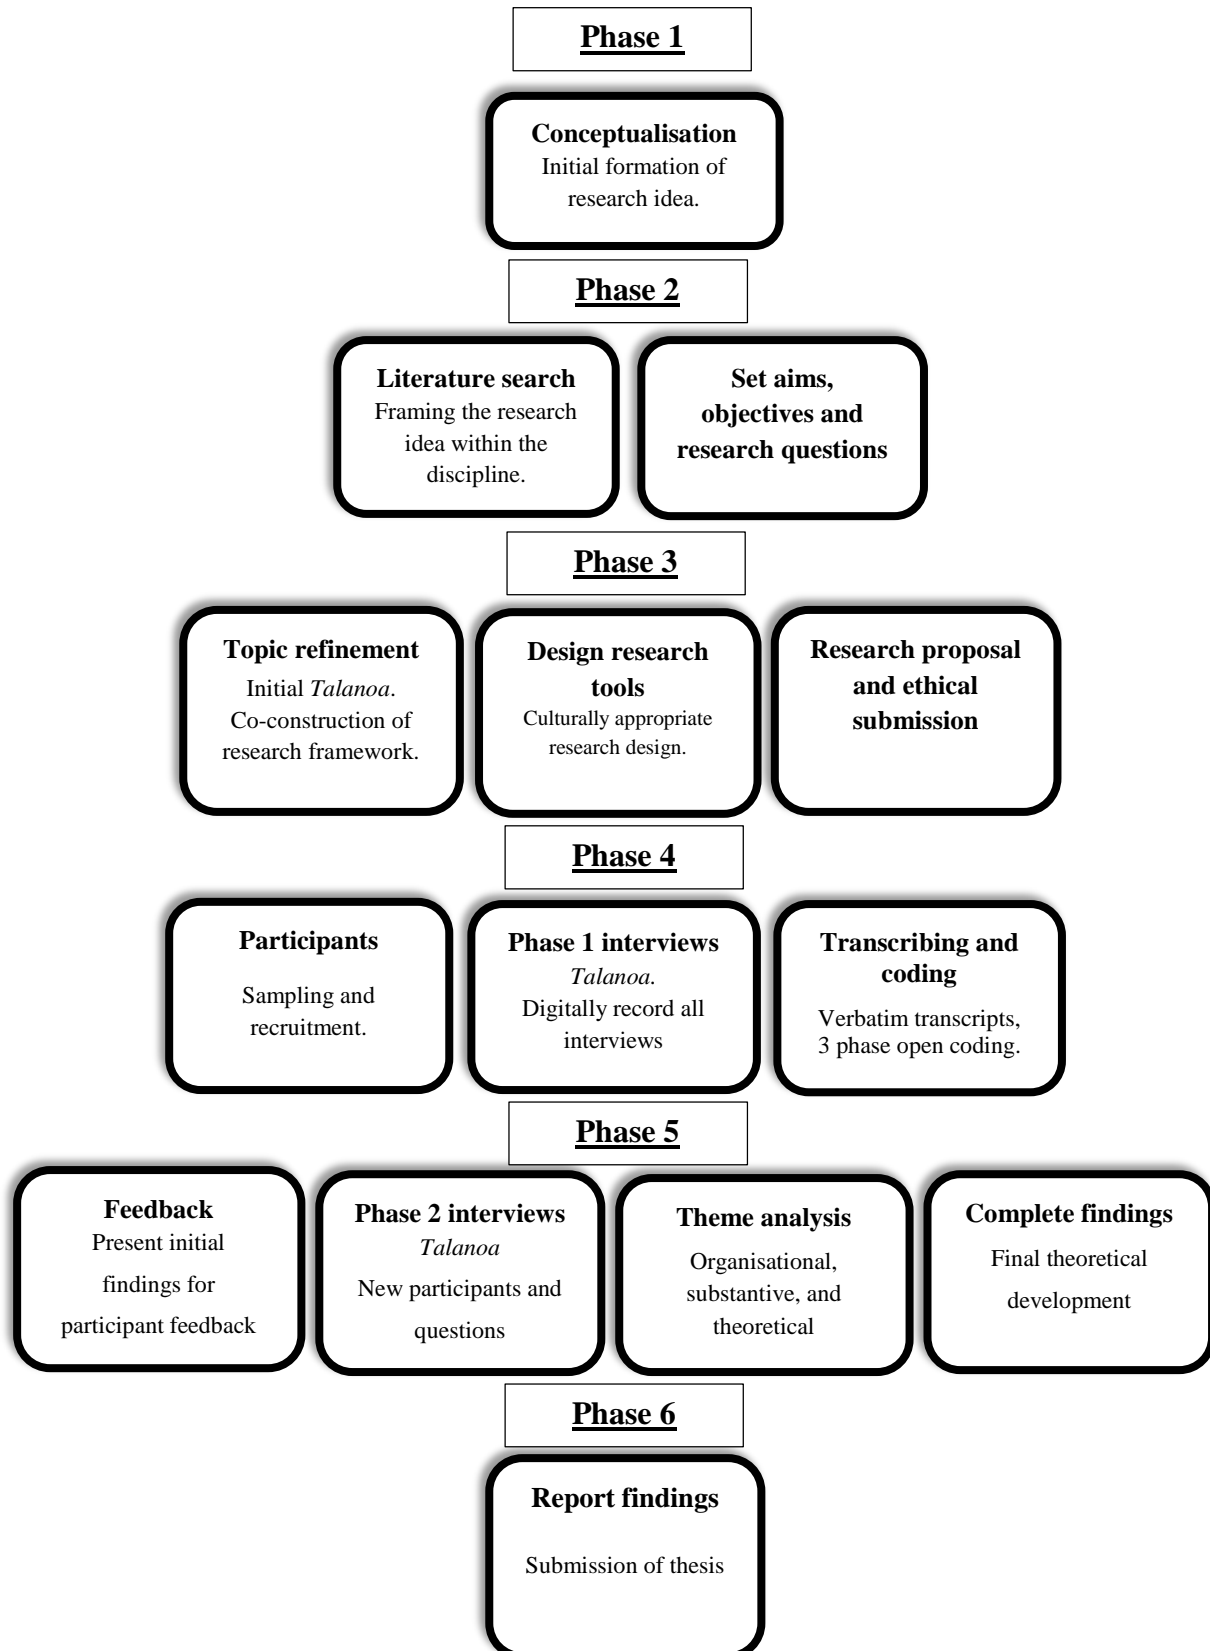 Phase 1
Conceptualisation
Initial formation of
research idea.
Phase 2
Literature search
Framing the research
idea within the
discipline.
Set aims,
objectives and
research questions
Phase 3
Topic refinement
Initial Talanoa.
Co-construction of
research framework.
Design research
tools
Culturally appropriate
research design.
Research proposal
and ethical
submission
Phase 4
Participants
Sampling and
recruitment.
Phase 1 interviews
Talanoa.
Digitally record all
interviews
Transcribing and
coding
Verbatim transcripts,
3 phase open coding.
Phase 5
Feedback
Present initial
findings for
participant feedback
Phase 2 interviews
Talanoa
New participants and
questions
Theme analysis
Organisational,
substantive, and
theoretical
Complete findings
Final theoretical
development
Phase 6
Report findings
Submission of thesis